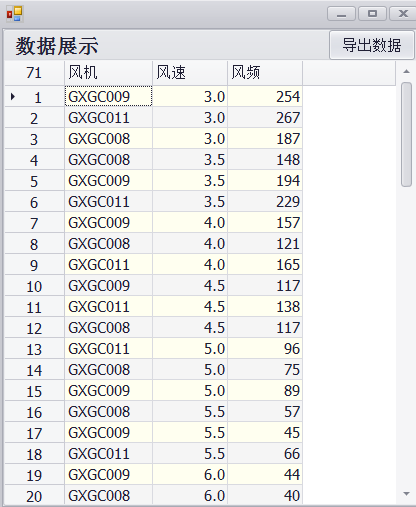 数据展示 导出数据
71 风机 风速 风频
1 GXGC009 3.0 254
2 GXGC011 3.0 267
3 GXGC008 3.0 187
4 GXGC008 3.5 148
5 GXGC009 3.5 194
6 GXGC011 3.5 229
7 GXGC009 4.0 157
8 GXGC008 4.0 121
9 GXGC011 4.0 165
10 GXGC009 4.5 117
11 GXGC011 4.5 138
12 GXGC008 4.5 117
13 GXGC011 5.0 96
14 GXGC008 5.0 75
15 GXGC009 5.0 89
16 GXGC008 5.5 57
17 GXGC009 5.5 45
18 GXGC011 5.5 66
19 GXGC009 6.0 44
20 GXGC008 6.0 40